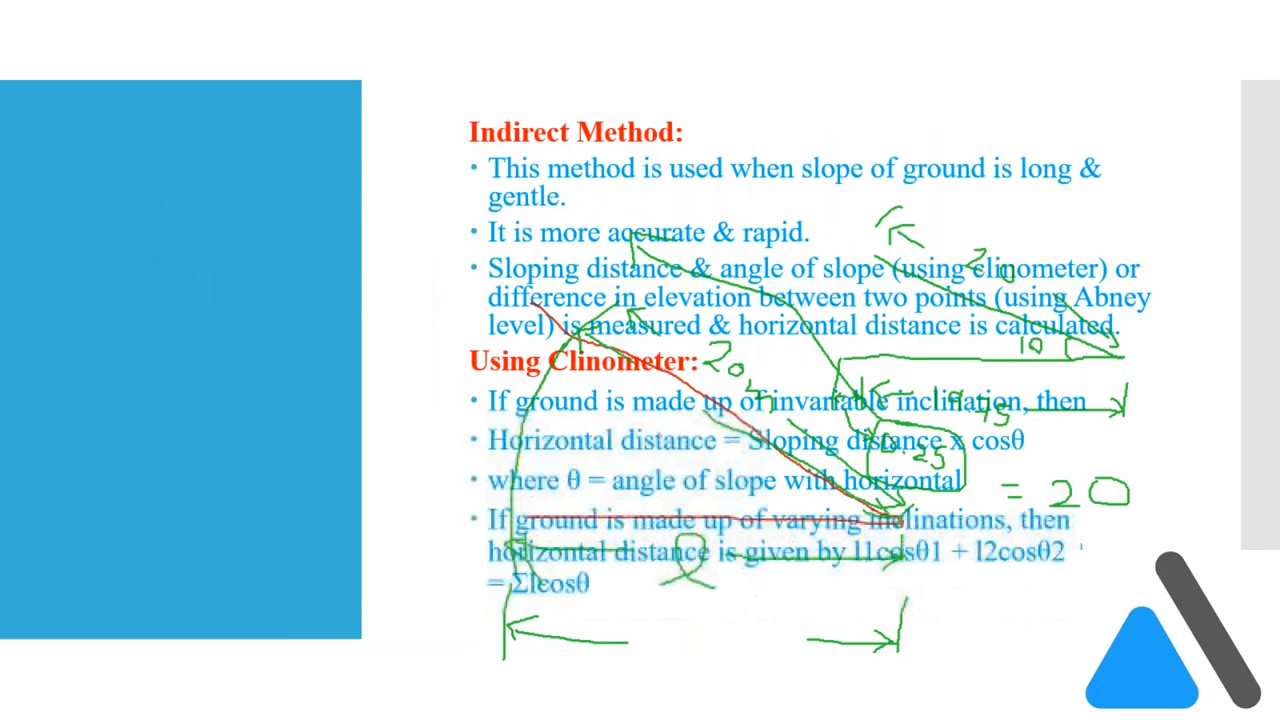 Indirect Method:
• This method is used when slope of ground is long &
gentle.
• It is more accurate & rapid.
• Sloping distance & angle of slope (using clinometer) or
difference in elevation between two points (using Abney
level) is measured & horizontal distance is calculated.
Using Clinometer:
• If ground is made up of invariable inclination, then
• Horizontal distance = Sloping distance x cosθ
• where θ = angle of slope with horizontal
• If ground is made up of varying inclinations, then
horizontal distance is given by l1cosθ1 + l2cosθ2
= Σlcosθ
20
10
20
= 20
l